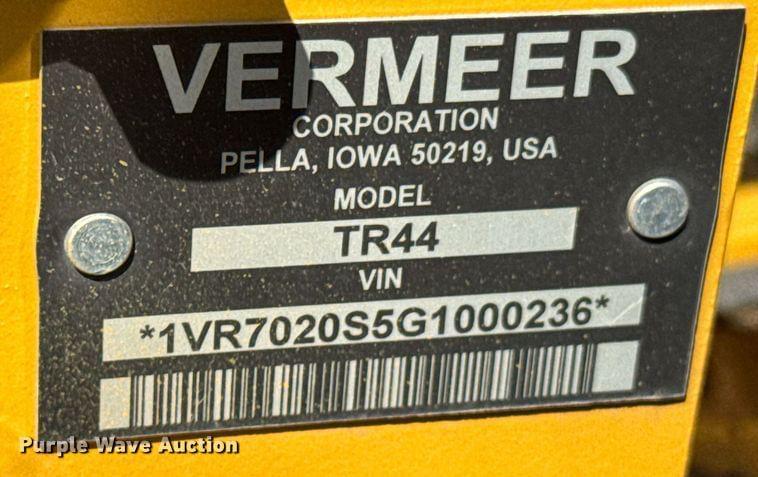 VERMEER
CORPORATION
PELLA, IOWA 50219, USA
MODEL
TR44
VIN
*1VR7020S5G1000236*
Purple Wave Auction